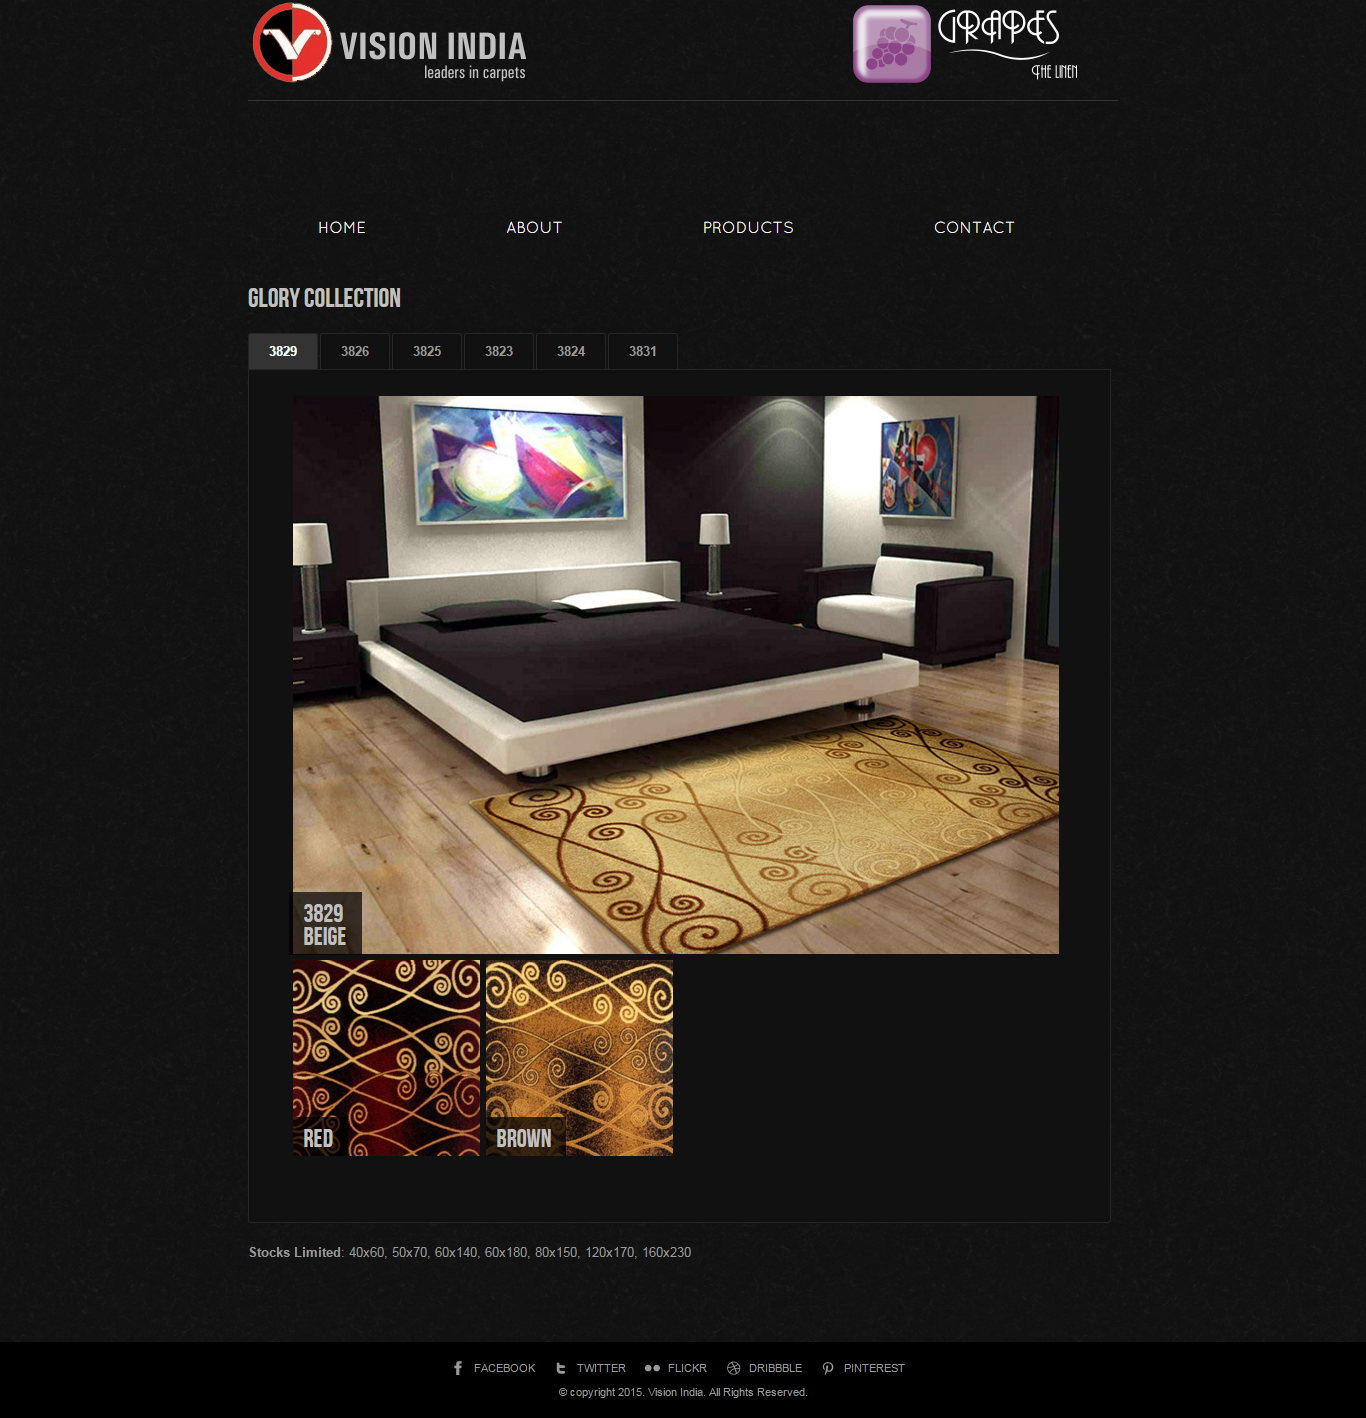 VISION INDIA
leaders in carpets
GRAPES
THE LINEN
HOME ABOUT PRODUCTS CONTACT
GLORY COLLECTION
3829 3826 3825 3823 3824 3831
3829
BEIGE
RED BROWN
Stocks Limited: 40x60, 50x70, 60x140, 60x180, 80x150, 120x170, 160x230
FACEBOOK TWITTER FLICKR DRIBBBLE PINTEREST
© copyright 2015. Vision India. All Rights Reserved.